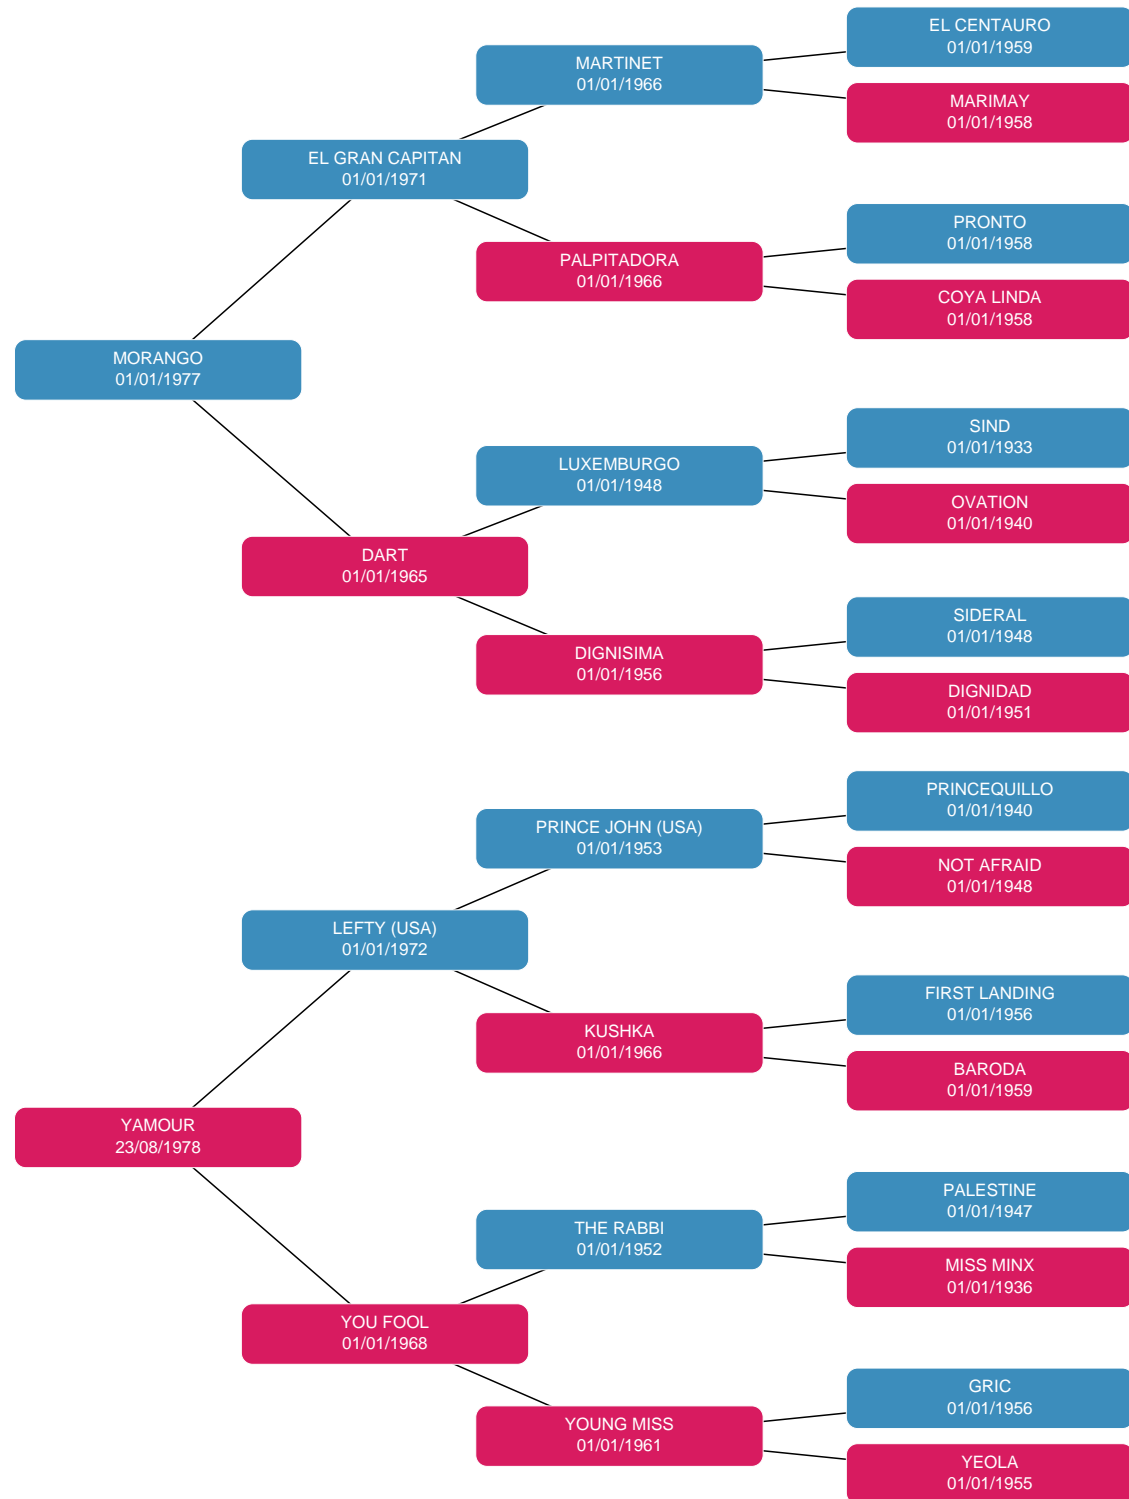 EL CENTAURO
01/01/1959
MARTINET
01/01/1966
MARIMAY
01/01/1958
EL GRAN CAPITAN
01/01/1971
PRONTO
01/01/1958
PALPITADORA
01/01/1966
COYA LINDA
01/01/1958
MORANGO
01/01/1977
SIND
01/01/1933
LUXEMBURGO
01/01/1948
OVATION
01/01/1940
DART
01/01/1965
SIDERAL
01/01/1948
DIGNISIMA
01/01/1956
DIGNIDAD
01/01/1951
PRINCEQUILLO
01/01/1940
PRINCE JOHN (USA)
01/01/1953
NOT AFRAID
01/01/1948
LEFTY (USA)
01/01/1972
FIRST LANDING
01/01/1956
KUSHKA
01/01/1966
BARODA
01/01/1959
YAMOUR
23/08/1978
PALESTINE
01/01/1947
THE RABBI
01/01/1952
MISS MINX
01/01/1936
YOU FOOL
01/01/1968
GRIC
01/01/1956
YOUNG MISS
01/01/1961
YEOLA
01/01/1955